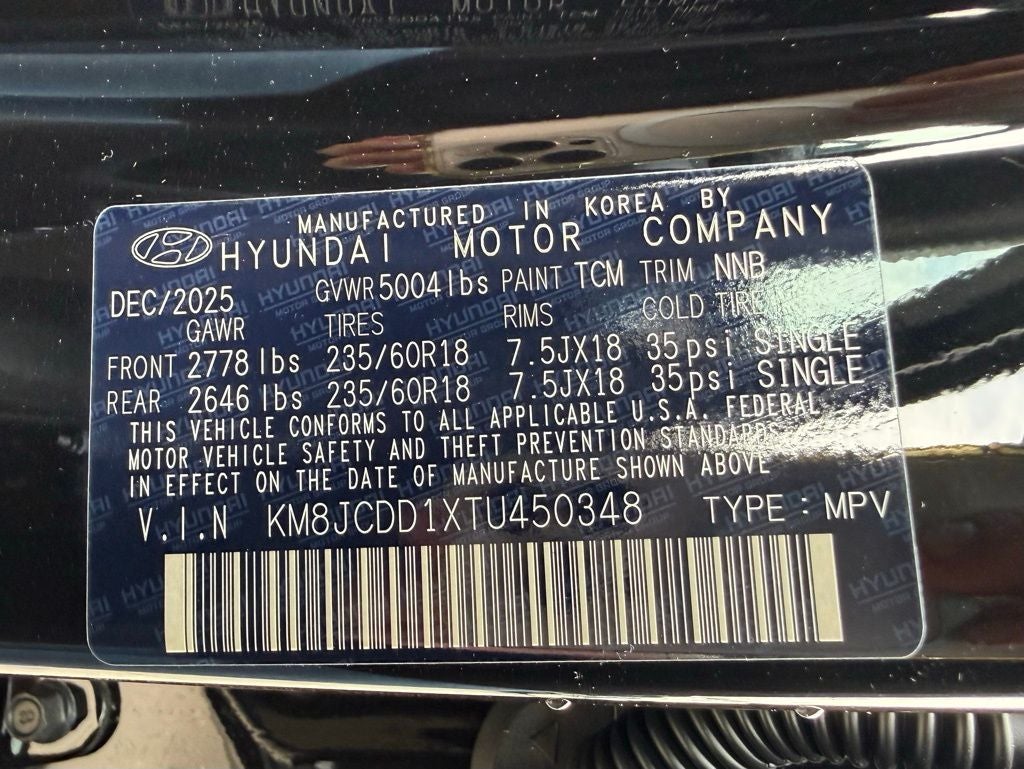 MANUFACTURED IN KOREA BY
HYUNDAI MOTOR COMPANY
DEC/2025 GVWR 5004lbs PAINT TCM TRIM NNB
GAWR TIRES RIMS COLD TIRE
FRONT 2778 lbs 235/60R18 7.5JX18 35psi SINGLE
REAR 2646 lbs 235/60R18 7.5JX18 35psi SINGLE
THIS VEHICLE CONFORMS TO ALL APPLICABLE U.S.A. FEDERAL
MOTOR VEHICLE SAFETY AND THEFT PREVENTION STANDARDS
IN EFFECT ON THE DATE OF MANUFACTURE SHOWN ABOVE
V.I.N KM8JCDD1XTU450348 TYPE : MPV